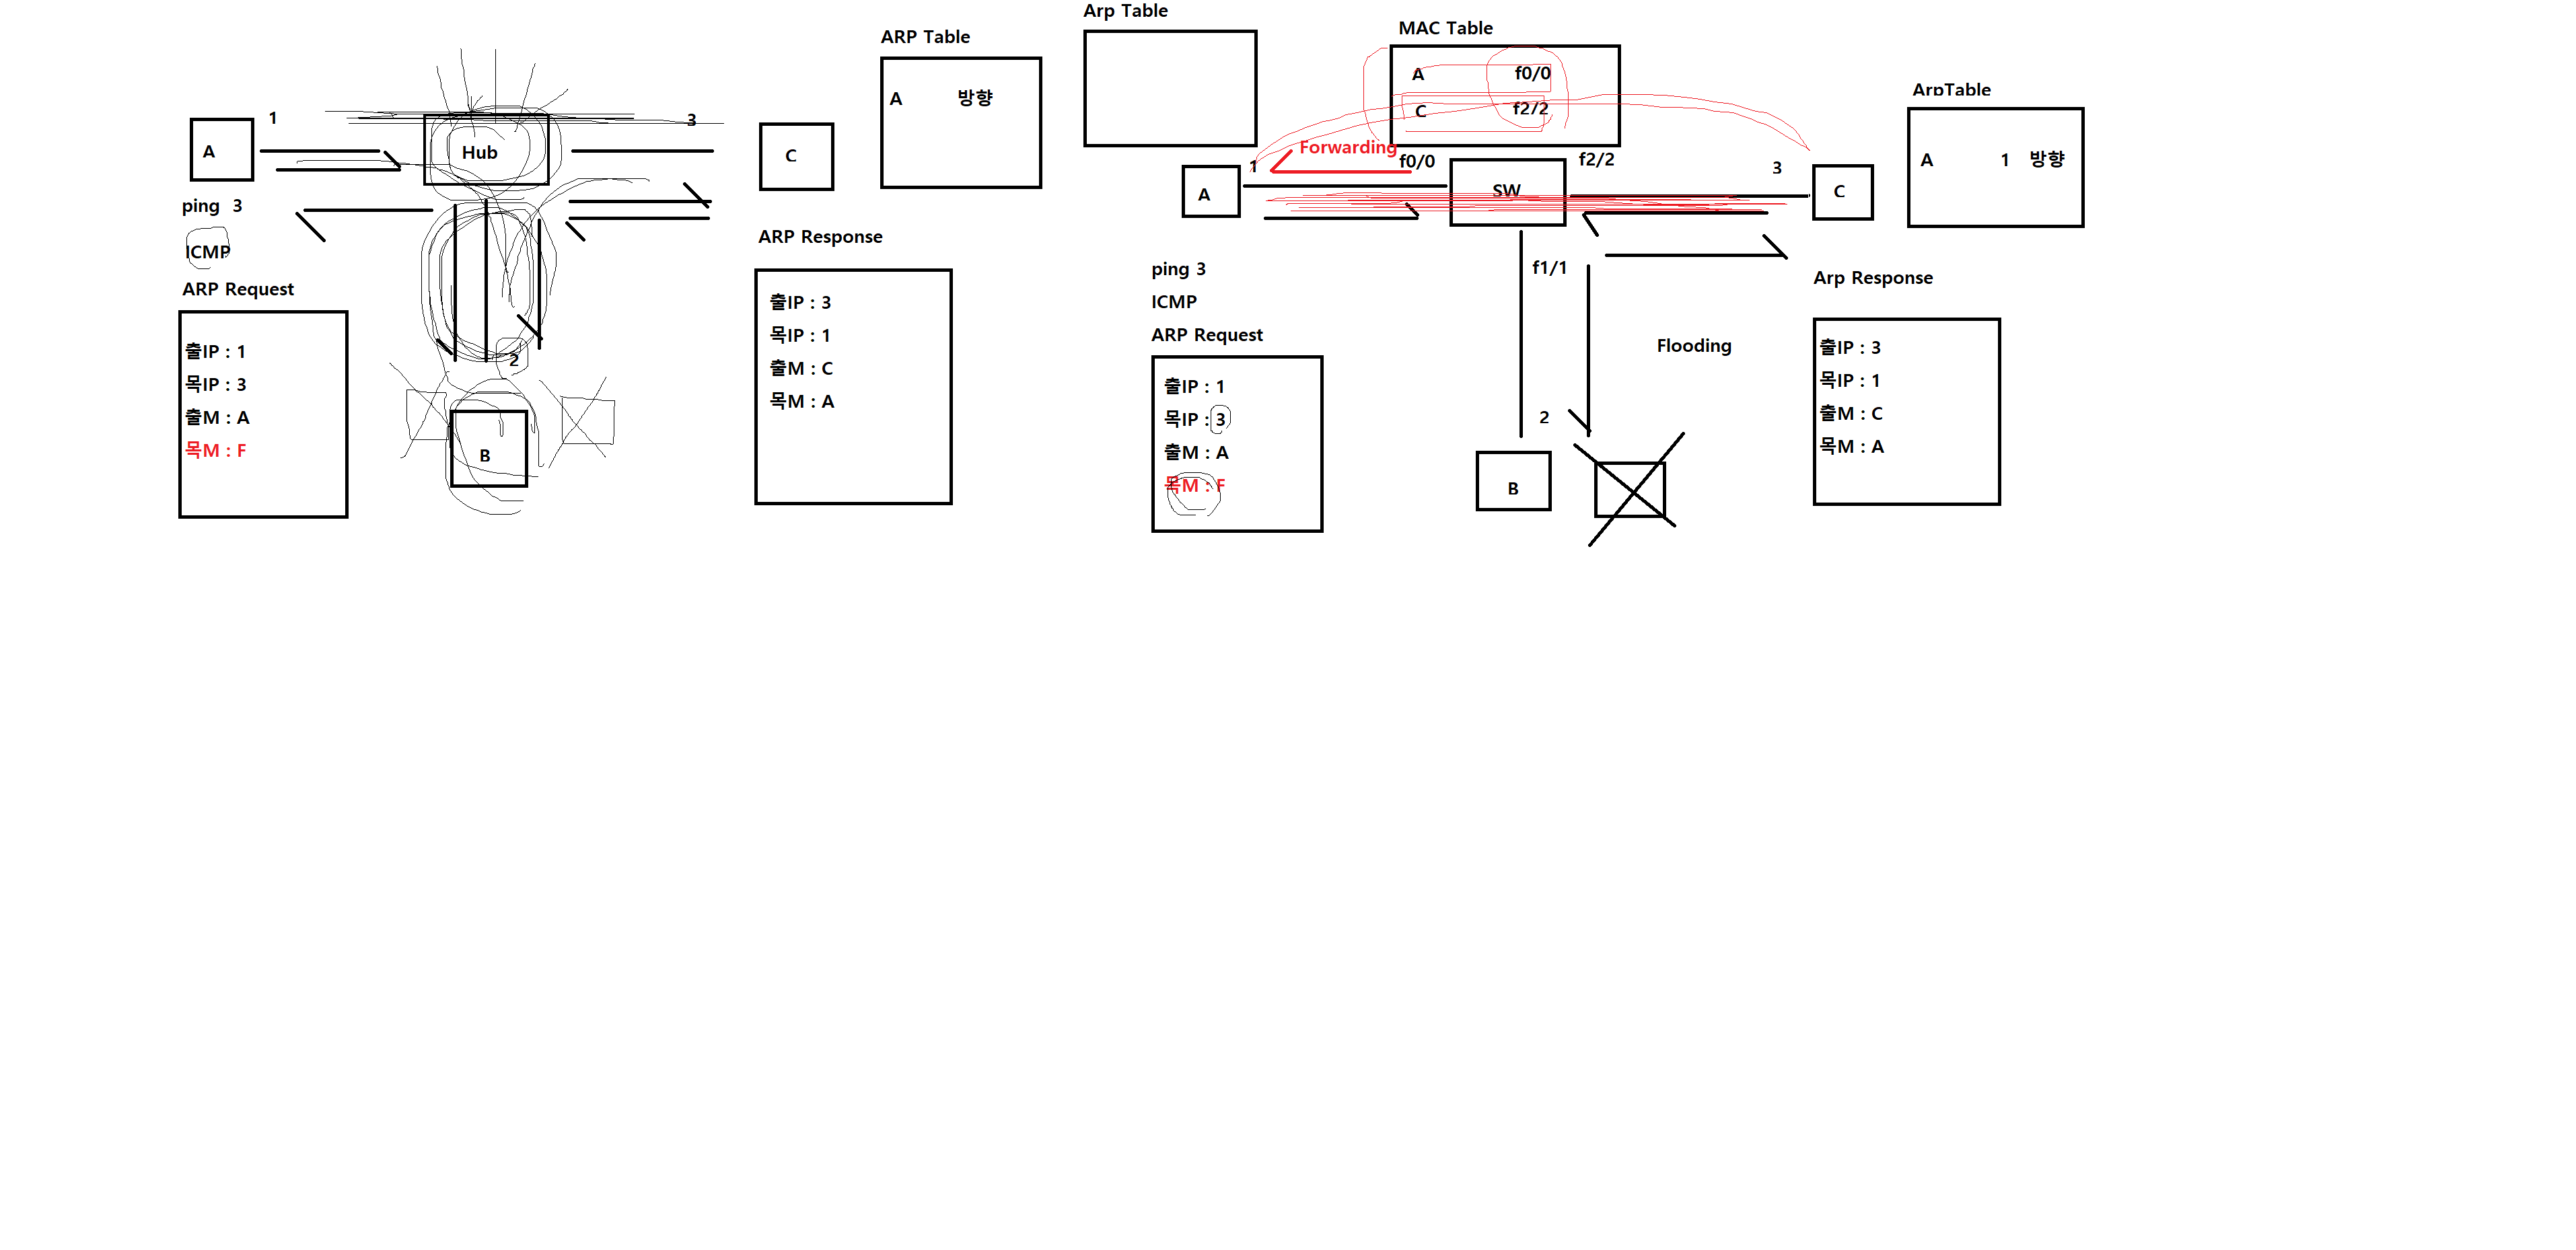 ARP Table
A 방향
1
3
A
Hub
C
ping 3
ICMP
ARP Request
출IP : 1
목IP : 3
출M : A
목M : F
2
B
ARP Response
출IP : 3
목IP : 1
출M : C
목M : A
Arp Table
MAC Table
A f0/0
C f2/2
Forwarding
f0/0
f2/2
1
3
A
SW
C
ArpTable
A 1 방향
ping 3
ICMP
ARP Request
출IP : 1
목IP : 3
출M : A
목M : F
f1/1
Flooding
2
B
Arp Response
출IP : 3
목IP : 1
출M : C
목M : A